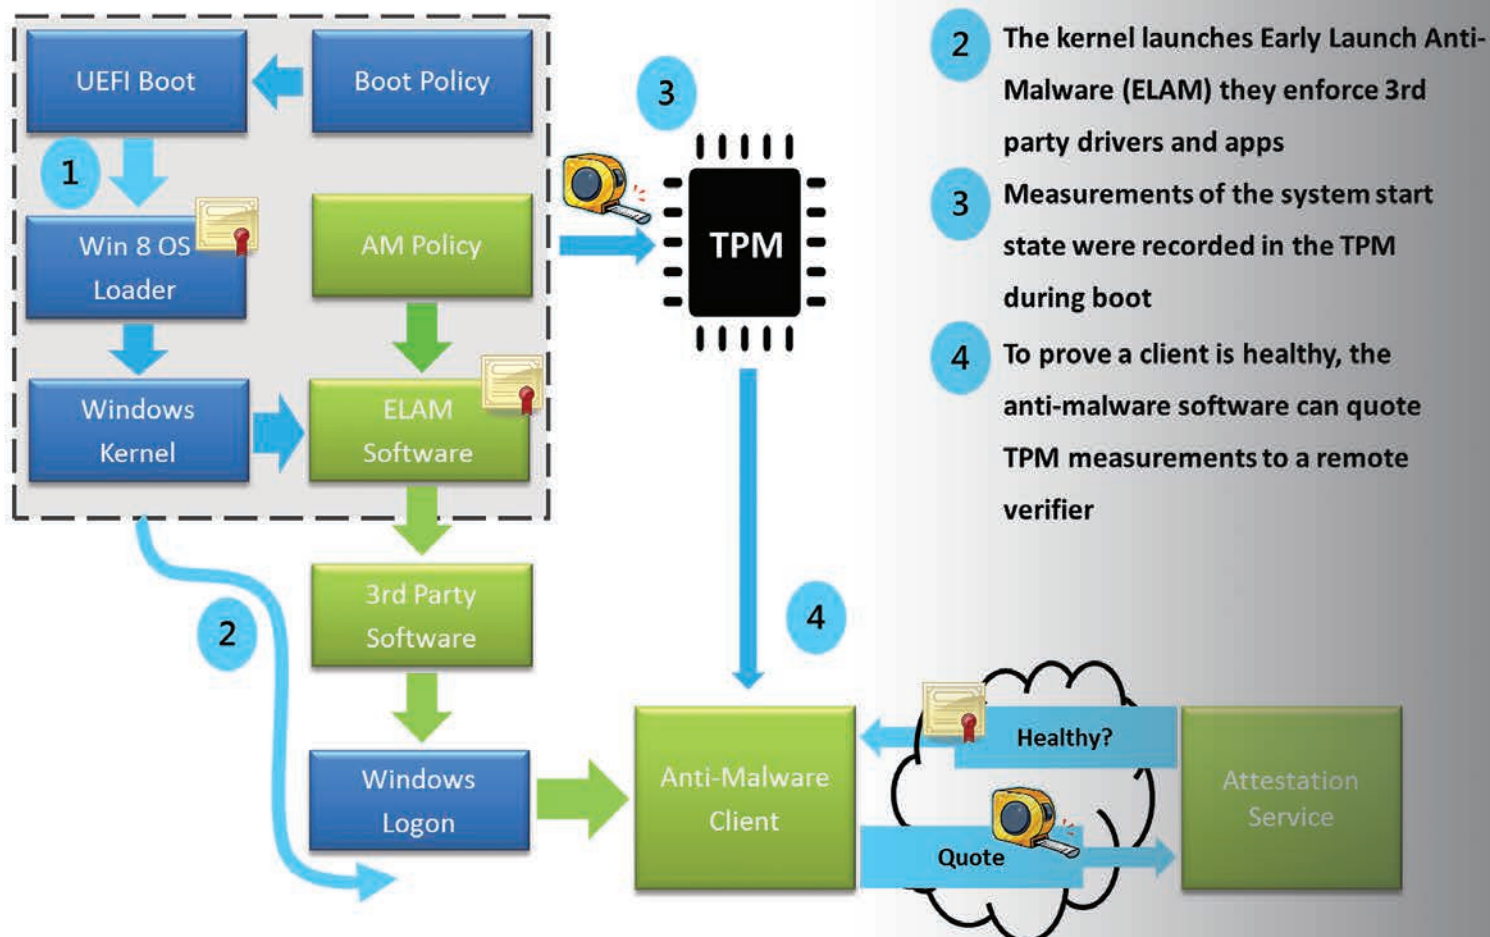 UEFI Boot
Boot Policy
1
Win 8 OS
Loader
AM Policy
Windows
Kernel
ELAM
Software
3
TPM
2
3rd Party
Software
Windows
Logon
4
Anti-Malware
Client
Healthy?
Quote
Attestation
Service
2
The kernel launches Early Launch Anti-
Malware (ELAM) they enforce 3rd
party drivers and apps
3
Measurements of the system start
state were recorded in the TPM
during boot
4
To prove a client is healthy, the
anti-malware software can quote
TPM measurements to a remote
verifier